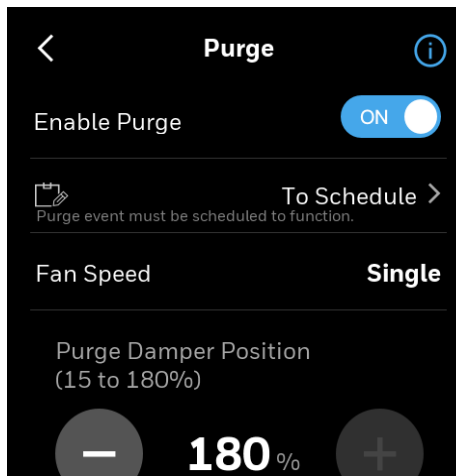 Purge
Enable Purge ON
To Schedule
Purge event must be scheduled to function.
Fan Speed Single
Purge Damper Position
(15 to 180%)
180 %